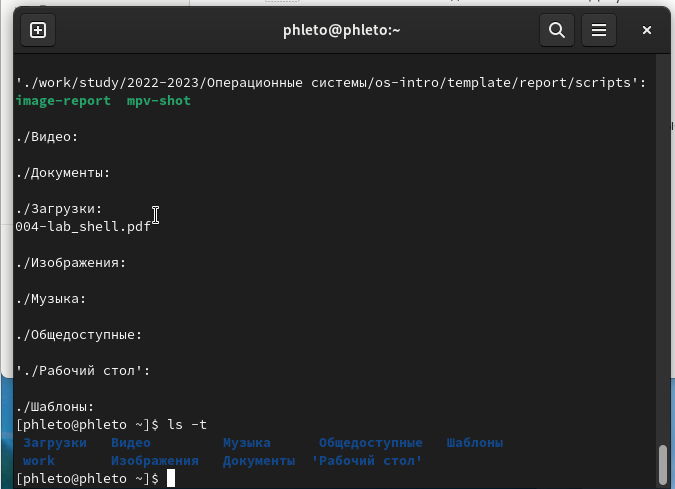 phleto@phleto:~
'./work/study/2022-2023/Операционные системы/os-intro/template/report/scripts':
image-report  mpv-shot
./Видео:
./Документы:
./Загрузки:
004-lab_shell.pdf
./Изображения:
./Музыка:
./Общедоступные:
'./Рабочий стол':
./Шаблоны:
[phleto@phleto ~]$ ls -t
Загрузки   Видео         Музыка      Общедоступные   Шаблоны
work       Изображения   Документы  'Рабочий стол'
[phleto@phleto ~]$